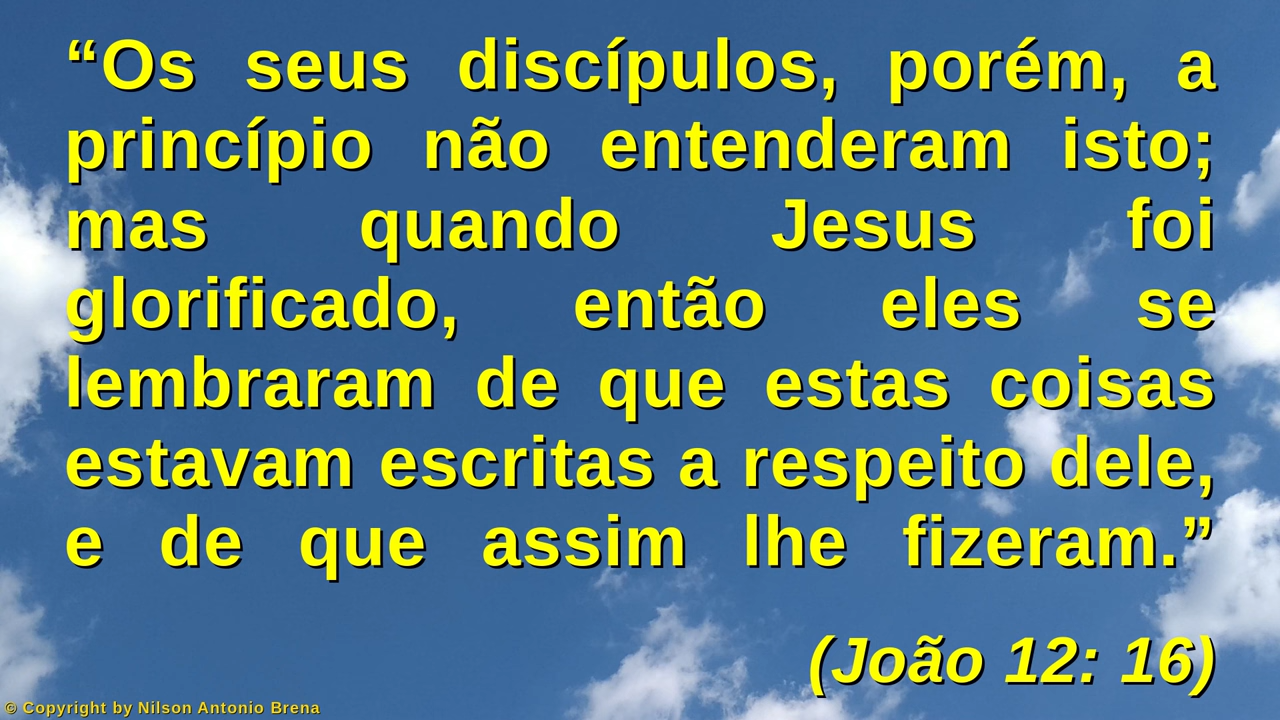 “Os seus discípulos, porém, a
princípio não entenderam isto;
mas quando Jesus foi
glorificado, então eles se
lembraram de que estas coisas
estavam escritas a respeito dele,
e de que assim lhe fizeram.”
(João 12: 16)
© Copyright by Nilson Antonio Brena